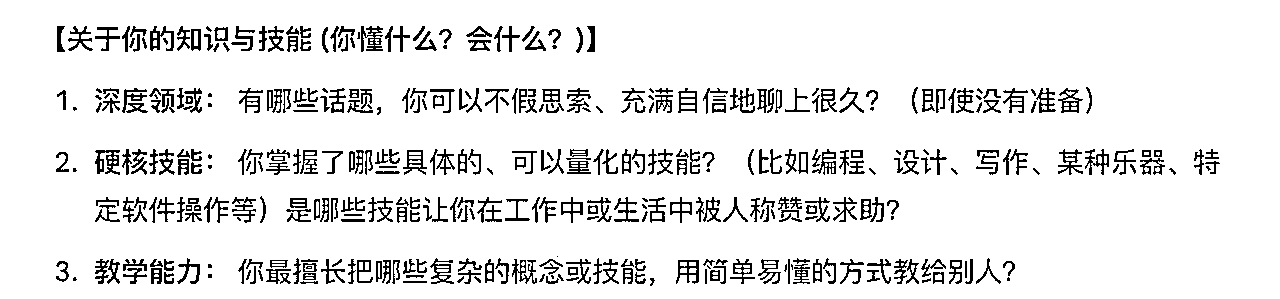 【关于你的知识与技能 (你懂什么？会什么？)】
1. 深度领域： 有哪些话题，你可以不假思索、充满自信地聊上很久？（即使没有准备）
2. 硬核技能： 你掌握了哪些具体的、可以量化的技能？（比如编程、设计、写作、某种乐器、特
定软件操作等）是哪些技能让你在工作中或生活中被人称赞或求助？
3. 教学能力： 你最擅长把哪些复杂的概念或技能，用简单易懂的方式教给别人？